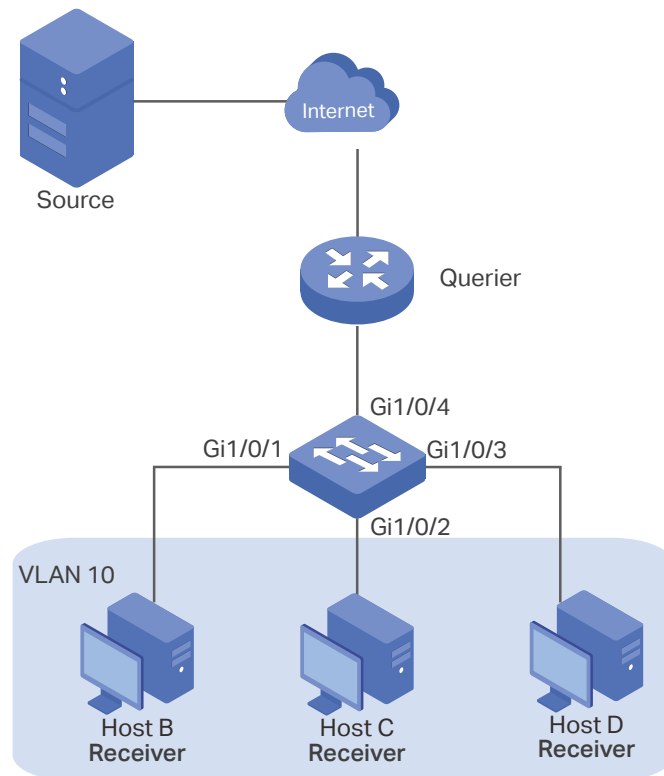 Internet
Source
Querier
Gi1/0/4
Gi1/0/1
Gi1/0/3
Gi1/0/2
VLAN 10
Host B
Receiver
Host C
Receiver
Host D
Receiver